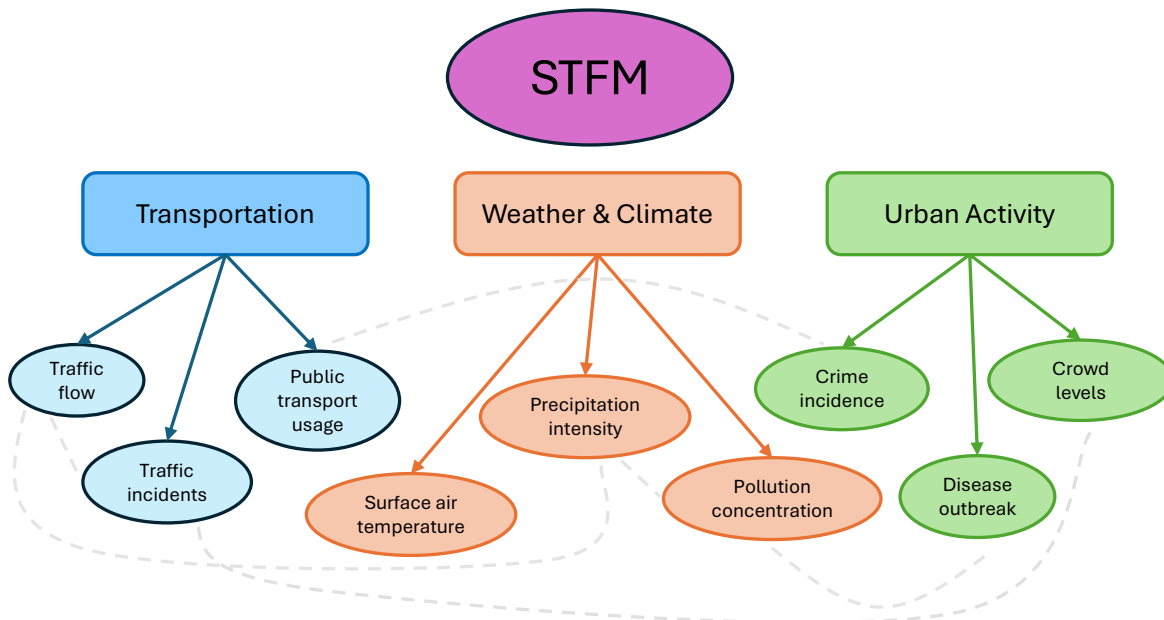 STFM
Transportation
Weather & Climate
Urban Activity
Traffic
flow
Public
transport
usage
Traffic
incidents
Precipitation
intensity
Surface air
temperature
Pollution
concentration
Crime
incidence
Crowd
levels
Disease
outbreak